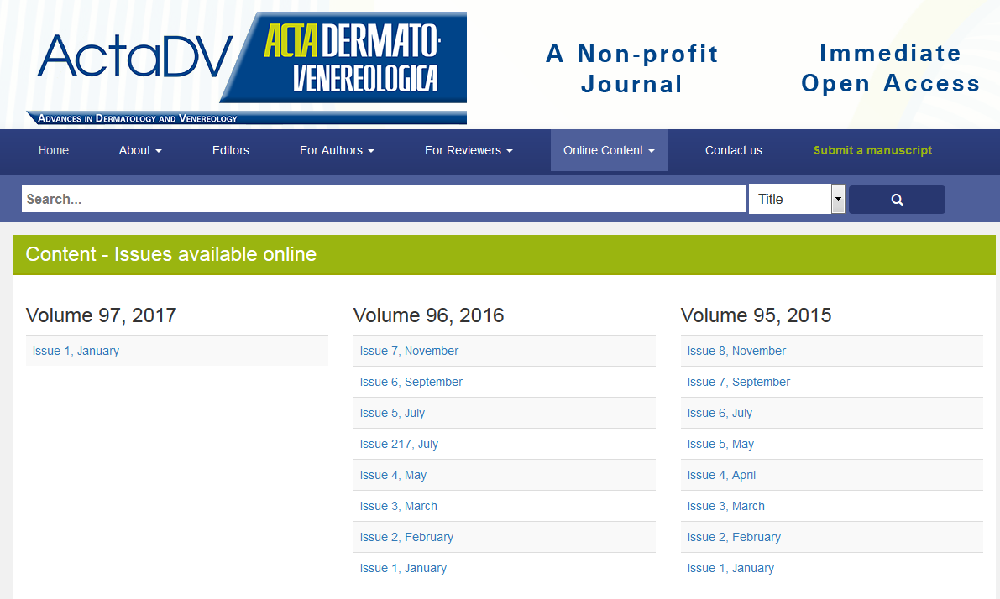 ActaDV
ACTA DERMATO-
VENEREOLOGICA
ADVANCES IN DERMATOLOGY AND VENEREOLOGY
A Non-profit
Journal
Immediate
Open Access
Home About Editors For Authors For Reviewers Online Content Contact us Submit a manuscript
Search... Title
Content - Issues available online
Volume 97, 2017
Issue 1, January
Volume 96, 2016
Issue 7, November
Issue 6, September
Issue 5, July
Issue 217, July
Issue 4, May
Issue 3, March
Issue 2, February
Issue 1, January
Volume 95, 2015
Issue 8, November
Issue 7, September
Issue 6, July
Issue 5, May
Issue 4, April
Issue 3, March
Issue 2, February
Issue 1, January